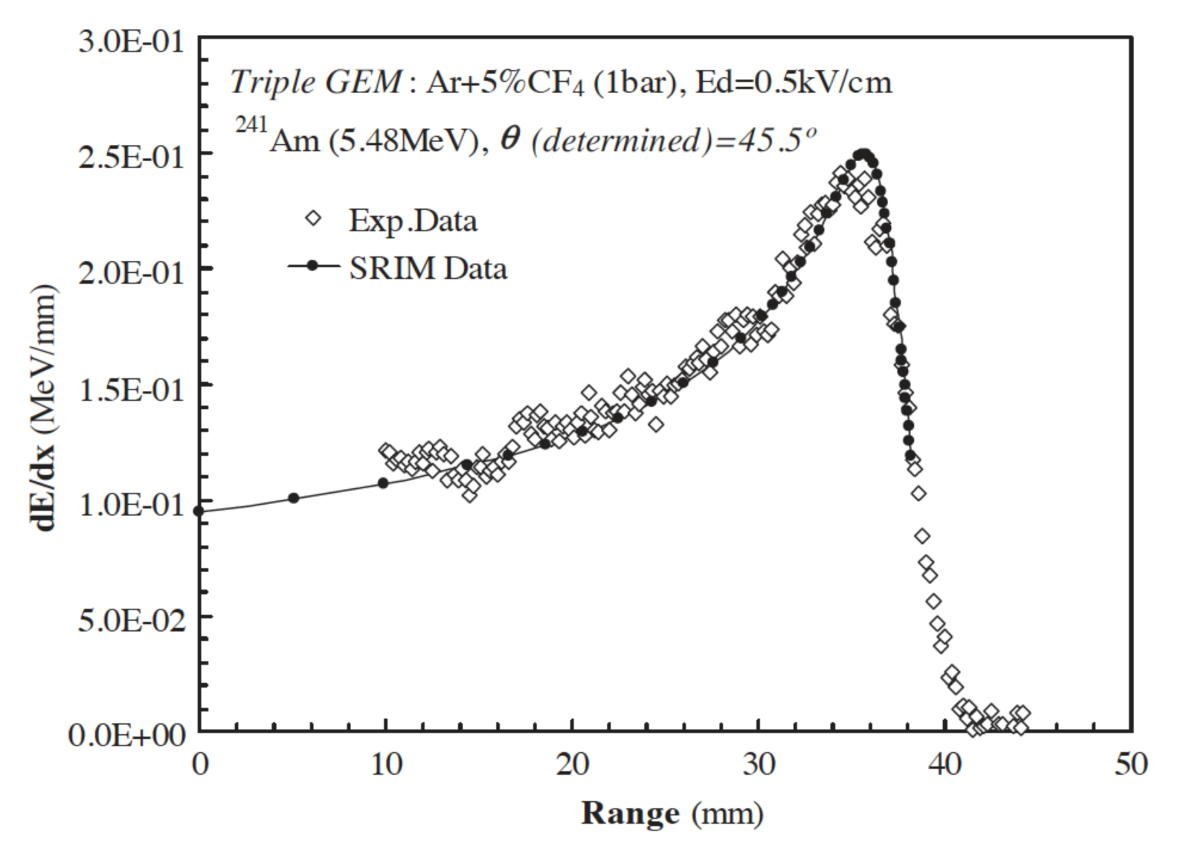 3.0E-01
Triple GEM : Ar+5%CF₄ (1bar), Ed=0.5kV/cm
²⁴¹Am (5.48MeV), θ (determined)=45.5º
2.5E-01
Exp.Data
2.0E-01
SRIM Data
dE/dx (MeV/mm)
1.5E-01
1.0E-01
5.0E-02
0.0E+00
0 10 20 30 40 50
Range (mm)